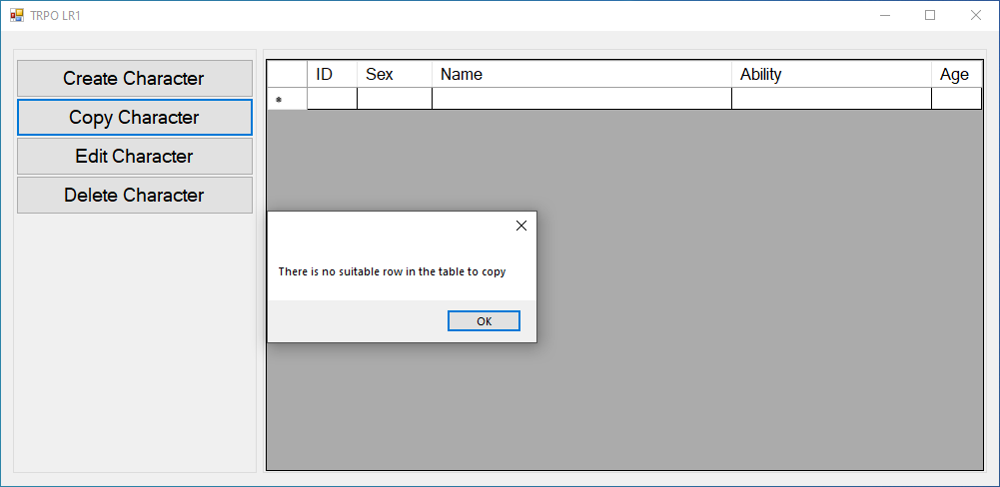 TRPO LR1
Create Character
Copy Character
Edit Character
Delete Character
ID Sex Name Ability Age
*
There is no suitable row in the table to copy
OK